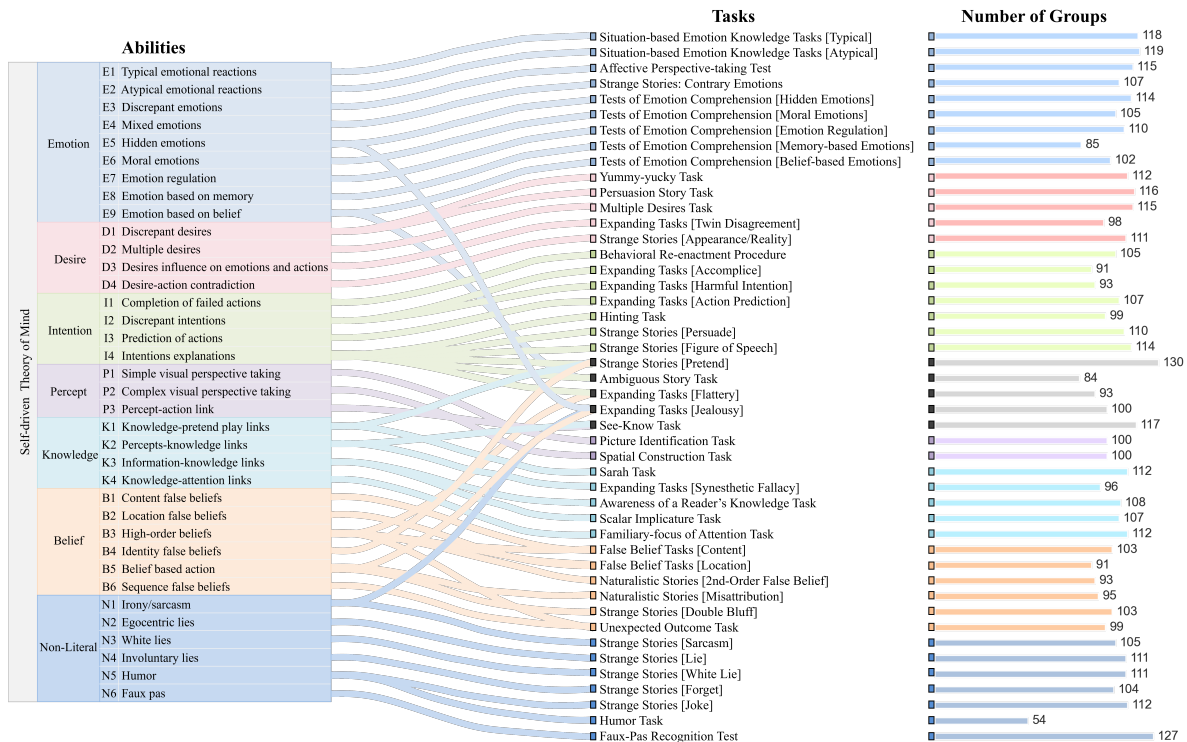 Tasks
Number of Groups
Abilities
Self-driven Theory of Mind
Emotion
E1 Typical emotional reactions
E2 Atypical emotional reactions
E3 Discrepant emotions
E4 Mixed emotions
E5 Hidden emotions
E6 Moral emotions
E7 Emotion regulation
E8 Emotion based on memory
E9 Emotion based on belief
Desire
D1 Discrepant desires
D2 Multiple desires
D3 Desires influence on emotions and actions
D4 Desire-action contradiction
Intention
I1 Completion of failed actions
I2 Discrepant intentions
I3 Prediction of actions
I4 Intentions explanations
Percept
P1 Simple visual perspective taking
P2 Complex visual perspective taking
P3 Percept-action link
Knowledge
K1 Knowledge-pretend play links
K2 Percepts-knowledge links
K3 Information-knowledge links
K4 Knowledge-attention links
Belief
B1 Content false beliefs
B2 Location false beliefs
B3 High-order beliefs
B4 Identity false beliefs
B5 Belief based action
B6 Sequence false beliefs
Non-Literal
N1 Irony/sarcasm
N2 Egocentric lies
N3 White lies
N4 Involuntary lies
N5 Humor
N6 Faux pas
Situation-based Emotion Knowledge Tasks [Typical] 118
Situation-based Emotion Knowledge Tasks [Atypical] 119
Affective Perspective-taking Test 115
Strange Stories: Contrary Emotions 107
Tests of Emotion Comprehension [Hidden Emotions] 114
Tests of Emotion Comprehension [Moral Emotions] 105
Tests of Emotion Comprehension [Emotion Regulation] 110
Tests of Emotion Comprehension [Memory-based Emotions] 85
Tests of Emotion Comprehension [Belief-based Emotions] 102
Yummy-yucky Task 112
Persuasion Story Task 116
Multiple Desires Task 115
Expanding Tasks [Twin Disagreement] 98
Strange Stories [Appearance/Reality] 111
Behavioral Re-enactment Procedure 105
Expanding Tasks [Accomplice] 91
Expanding Tasks [Harmful Intention] 93
Expanding Tasks [Action Prediction] 107
Hinting Task 99
Strange Stories [Persuade] 110
Strange Stories [Figure of Speech] 114
Strange Stories [Pretend] 130
Ambiguous Story Task 84
Expanding Tasks [Flattery] 93
Expanding Tasks [Jealousy] 100
See-Know Task 117
Picture Identification Task 100
Spatial Construction Task 100
Sarah Task 112
Expanding Tasks [Synesthetic Fallacy] 96
Awareness of a Reader's Knowledge Task 108
Scalar Implicature Task 107
Familiary-focus of Attention Task 112
False Belief Tasks [Content] 103
False Belief Tasks [Location] 91
Naturalistic Stories [2nd-Order False Belief] 93
Naturalistic Stories [Misattribution] 95
Strange Stories [Double Bluff] 103
Unexpected Outcome Task 99
Strange Stories [Sarcasm] 105
Strange Stories [Lie] 111
Strange Stories [White Lie] 111
Strange Stories [Forget] 104
Strange Stories [Joke] 112
Humor Task 54
Faux-Pas Recognition Test 127